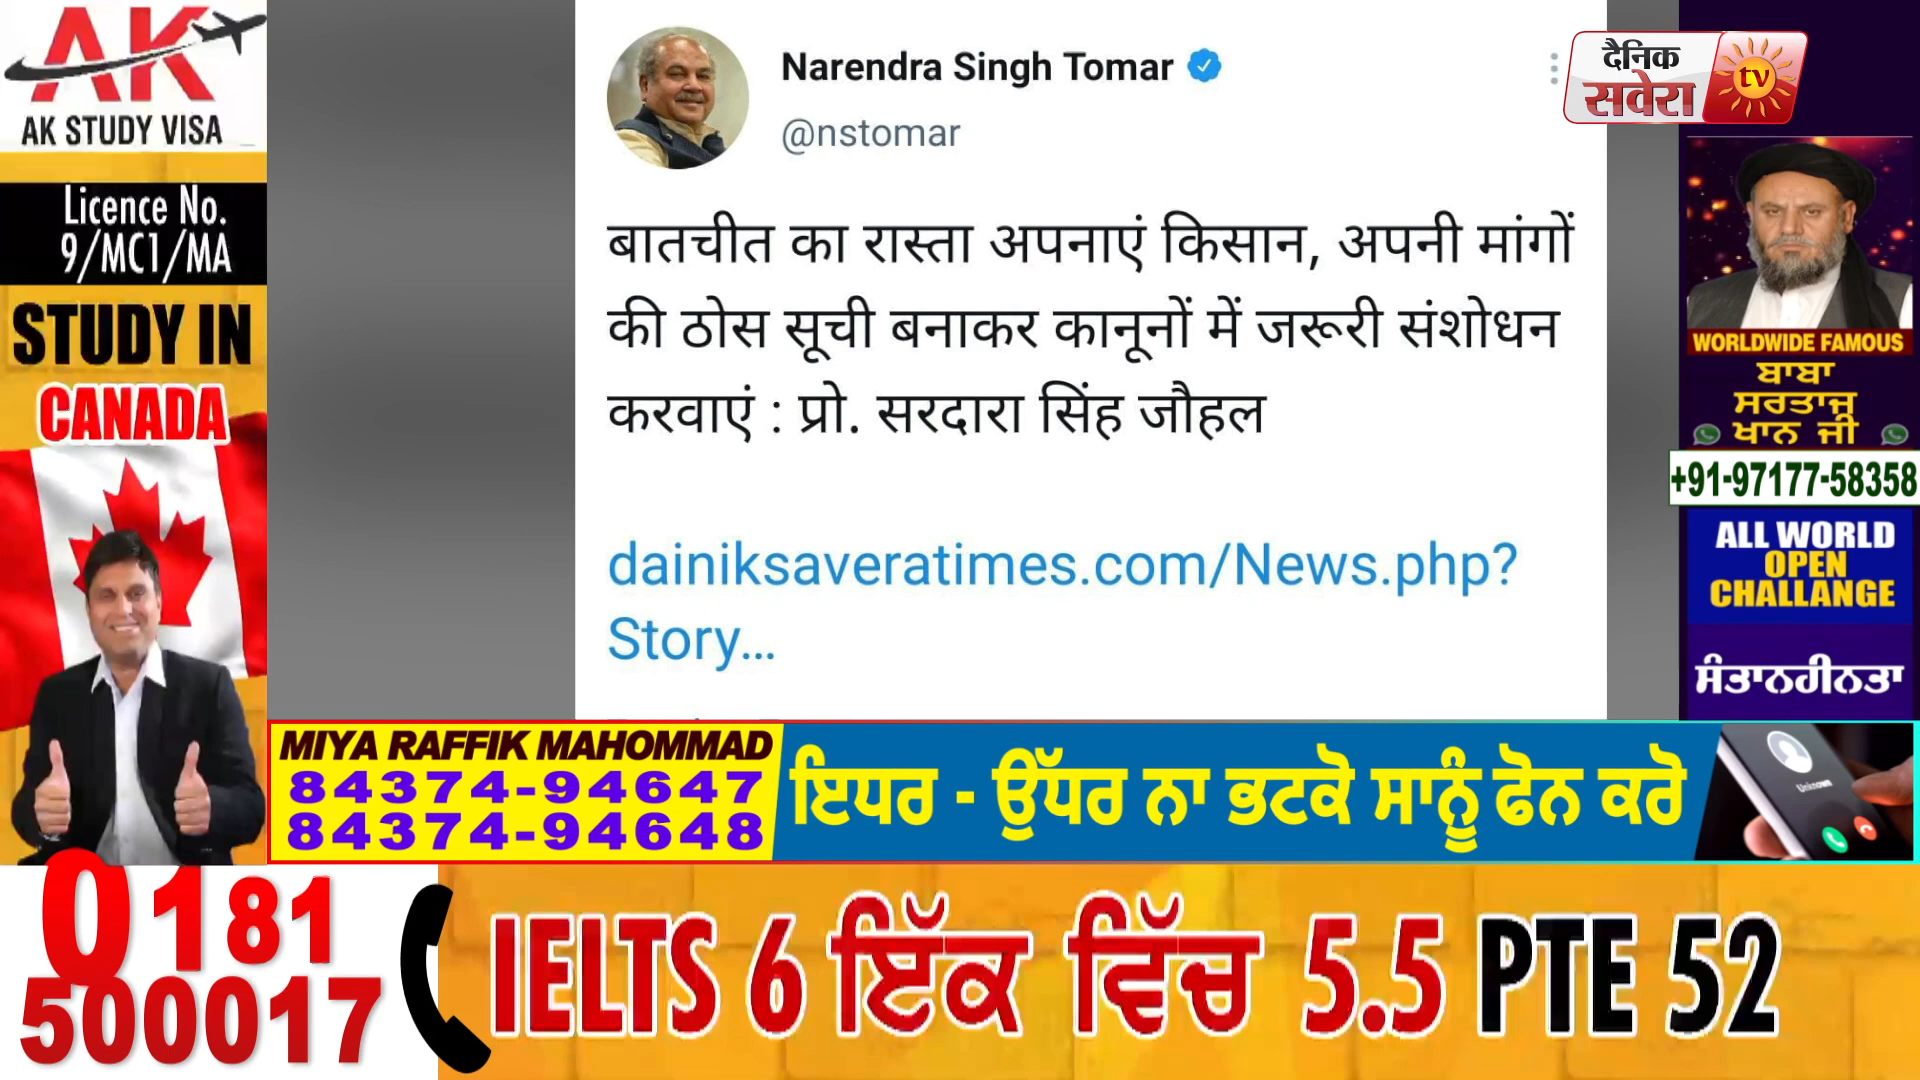 AK
AK STUDY VISA
Licence No.
9/MC1/MA
STUDY IN
CANADA
Narendra Singh Tomar
@nstomar
बातचीत का रास्ता अपनाएं किसान, अपनी मांगों
की ठोस सूची बनाकर कानूनों में जरूरी संशोधन
करवाएं : प्रो. सरदारा सिंह जौहल
dainiksaveratimes.com/News.php?
Story...
दैनिक
सवेरा
tv
WORLDWIDE FAMOUS
ਬਾਬਾ
ਸਰਤਾਜ
ਖਾਨ ਜੀ
+91-97177-58358
ALL WORLD
OPEN
CHALLANGE
ਸੰਤਾਨਹੀਨਤਾ
MIYA RAFFIK MAHOMMAD
84374-94647
84374-94648
ਇਧਰ - ਉੱਧਰ ਨਾ ਭਟਕੋ ਸਾਨੂੰ ਫੋਨ ਕਰੋ
Unknown
0181
500017
IELTS 6 ਇੱਕ ਵਿੱਚ 5.5 PTE 52